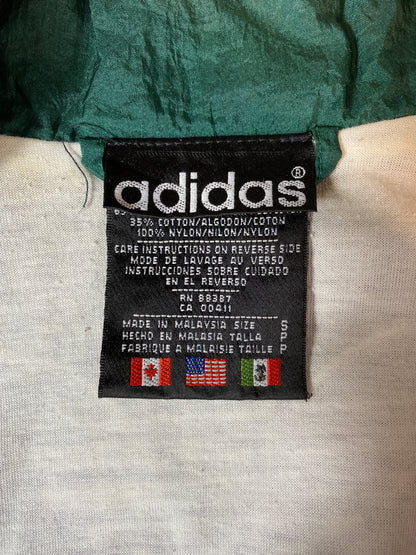 adidas®
35% COTTON/ALGODON/COTON
100% NYLON/NILON/NYLON
CARE INSTRUCTIONS ON REVERSE SIDE
MODE DE LAVAGE AU VERSO
INSTRUCCIONES SOBRE CUIDADO
EN EL REVERSO
RN 88387
CA 00411
MADE IN MALAYSIA SIZE S
HECHO EN MALASIA TALLA P
FABRIQUE A MALAISIE TAILLE P